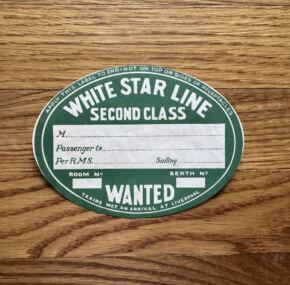 APPLY THIS LABEL TO END-NOT ON TOP OR SIDES OF RECEPTACLES
WHITE STAR LINE
SECOND CLASS
M.
Passenger to
Per R.M.S. Sailing
ROOM Nº BERTH Nº
WANTED
TRAINS MET ON ARRIVAL AT LIVERPOOL